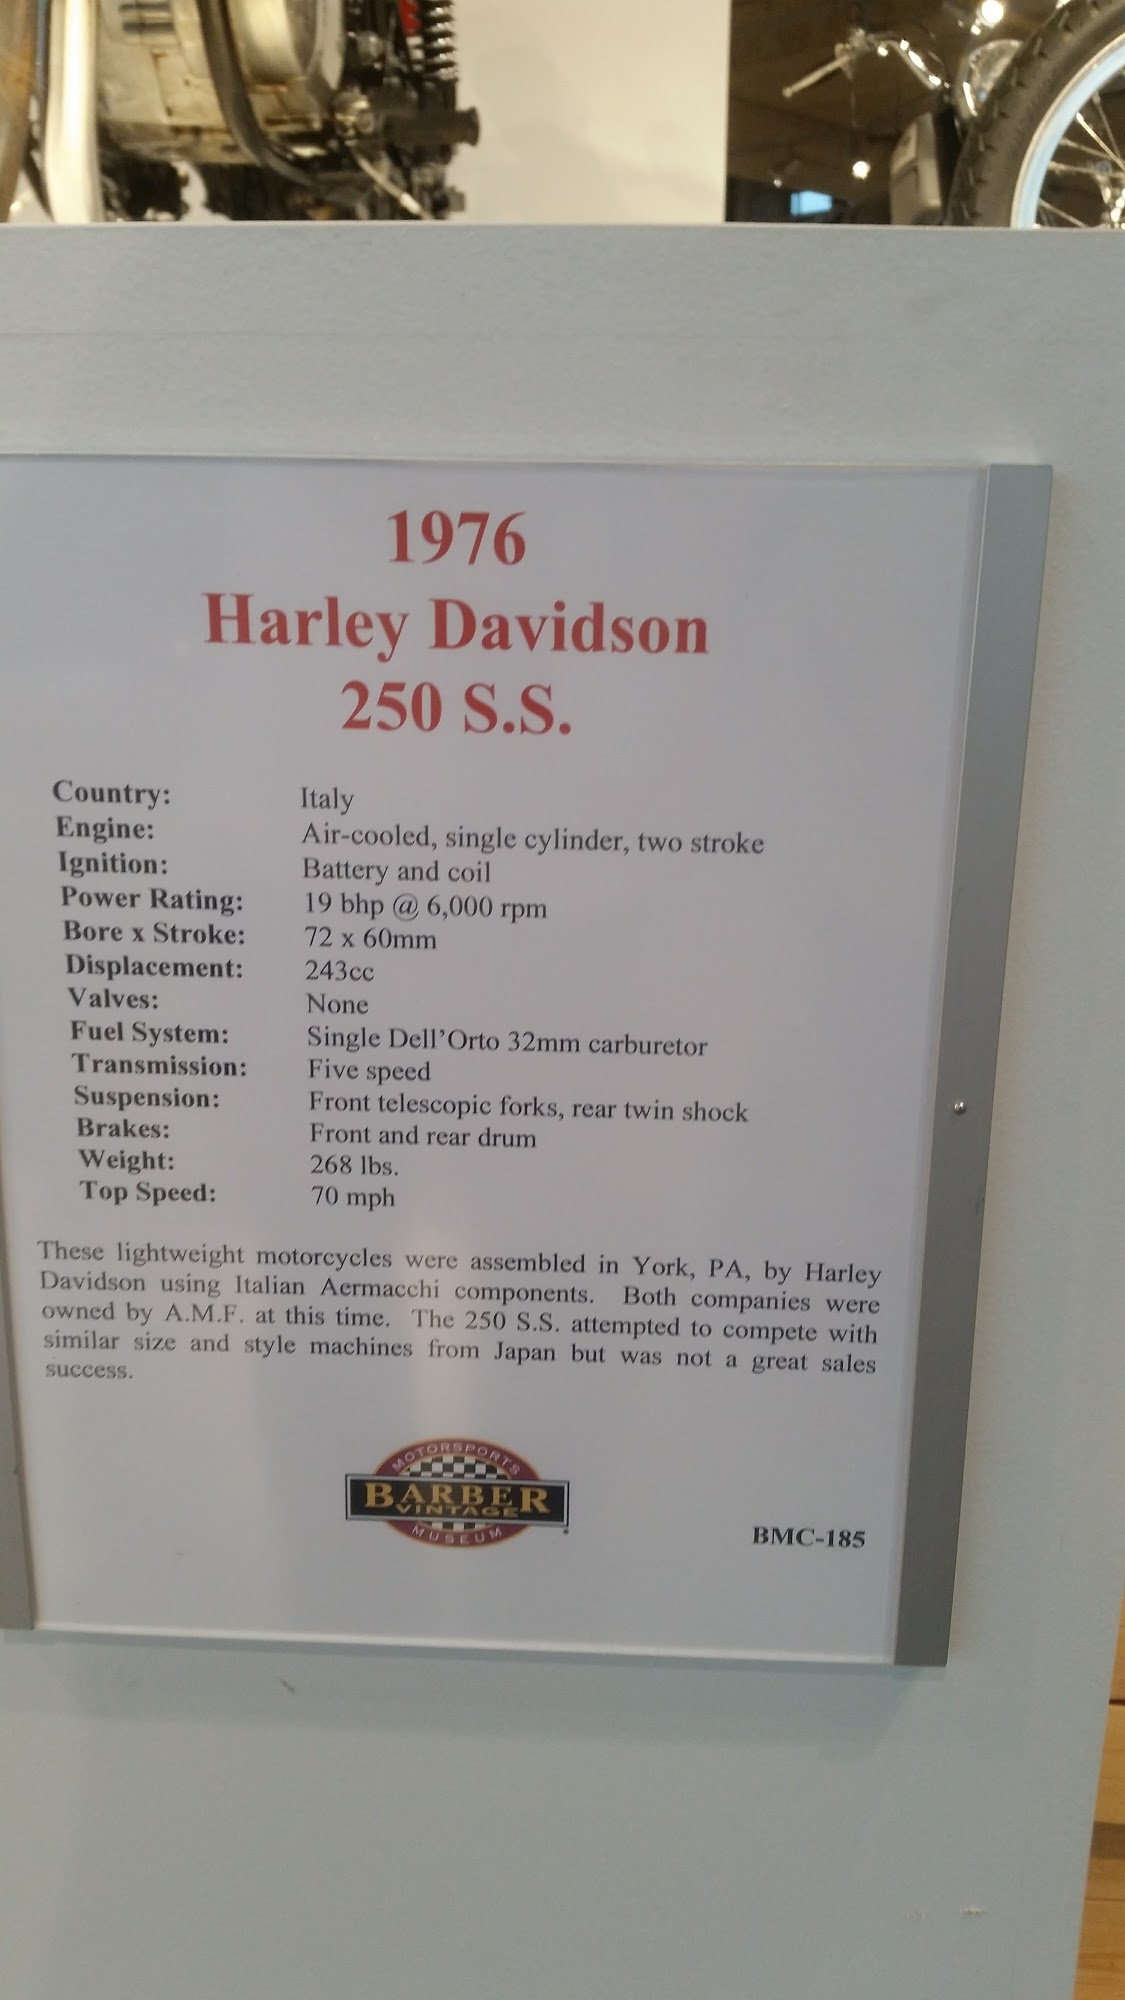 1976
Harley Davidson
250 S.S.
Country: Italy
Engine: Air-cooled, single cylinder, two stroke
Ignition: Battery and coil
Power Rating: 19 bhp @ 6,000 rpm
Bore x Stroke: 72 x 60mm
Displacement: 243cc
Valves: None
Fuel System: Single Dell'Orto 32mm carburetor
Transmission: Five speed
Suspension: Front telescopic forks, rear twin shock
Brakes: Front and rear drum
Weight: 268 lbs.
Top Speed: 70 mph
These lightweight motorcycles were assembled in York, PA, by Harley
Davidson using Italian Aermacchi components. Both companies were
owned by A.M.F. at this time. The 250 S.S. attempted to compete with
similar size and style machines from Japan but was not a great sales
success.
MOTORSPORTS
BARBER
VINTAGE
MUSEUM
BMC-185